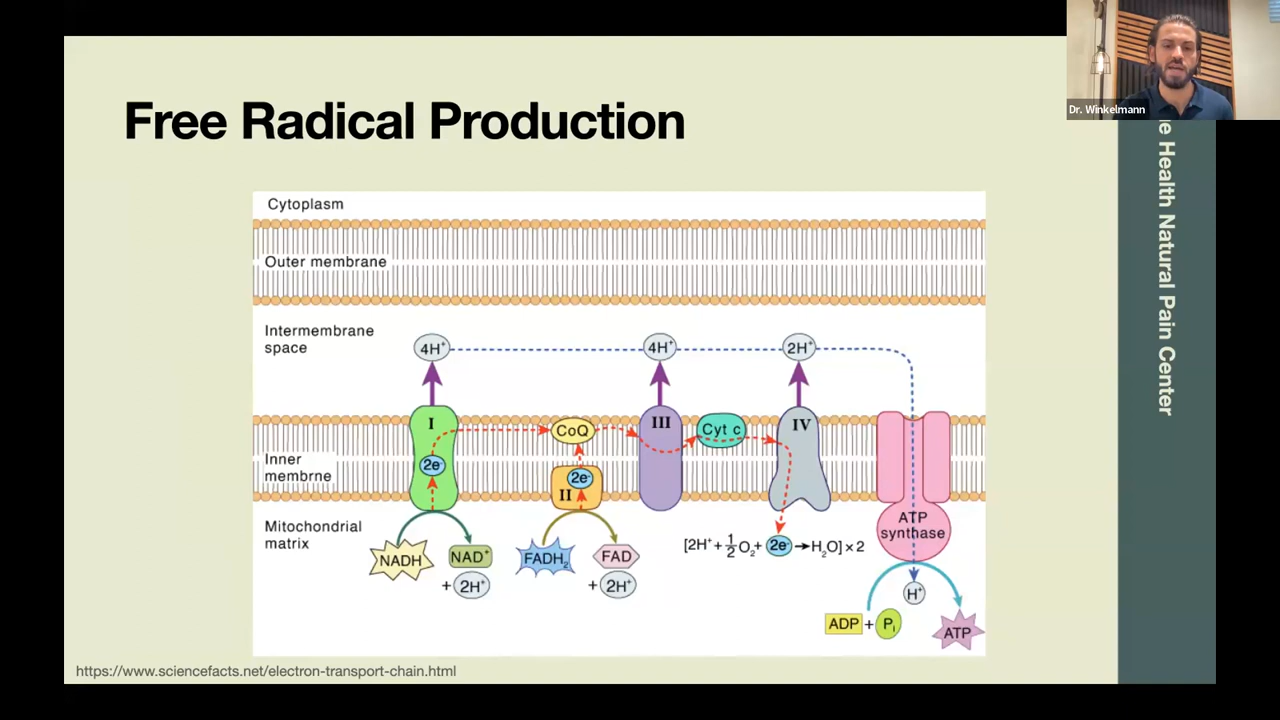 Free Radical Production
Dr. Winkelmann
Health Natural Pain Center
Cytoplasm
Outer membrane
Intermembrane
space
4H⁺
4H⁺
2H⁺
I
CoQ
III
Cyt c
IV
2e⁻
2e⁻
II
Inner
membrne
Mitochondrial
matrix
ATP
synthase
NADH
NAD⁺
+ 2H⁺
FADH₂
FAD
+ 2H⁺
[2H⁺ + ½ O₂ + 2e⁻ → H₂O] × 2
H⁺
ADP + Pᵢ
ATP
https://www.sciencefacts.net/electron-transport-chain.html